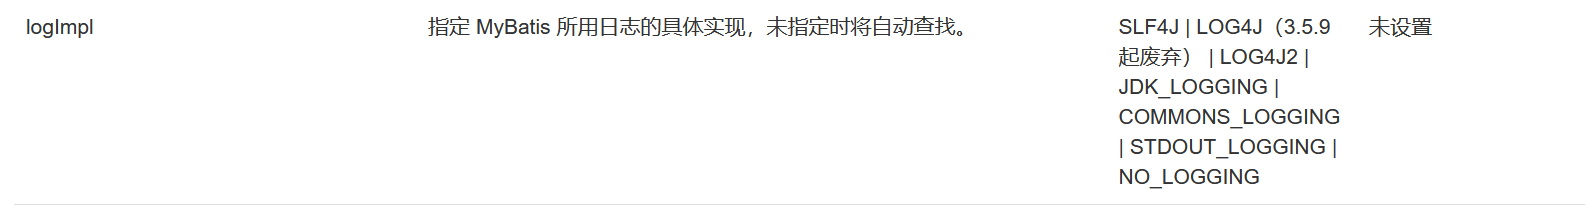 logImpl
指定 MyBatis 所用日志的具体实现，未指定时将自动查找。
SLF4J | LOG4J（3.5.9
起废弃） | LOG4J2 |
JDK_LOGGING |
COMMONS_LOGGING
| STDOUT_LOGGING |
NO_LOGGING
未设置